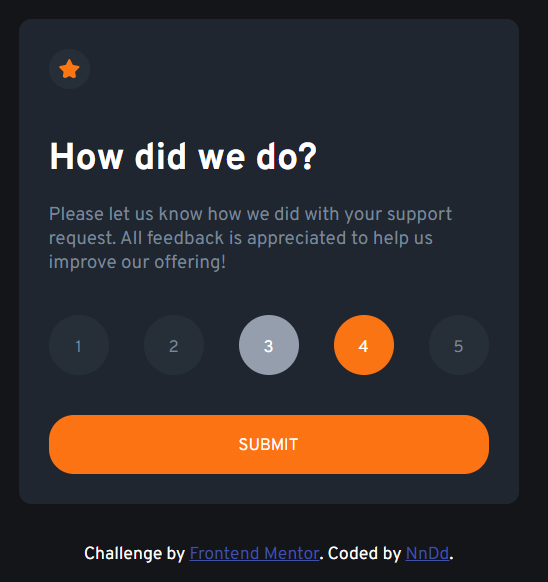 How did we do?
Please let us know how we did with your support
request. All feedback is appreciated to help us
improve our offering!
1 2 3 4 5
SUBMIT
Challenge by Frontend Mentor. Coded by NnDd.